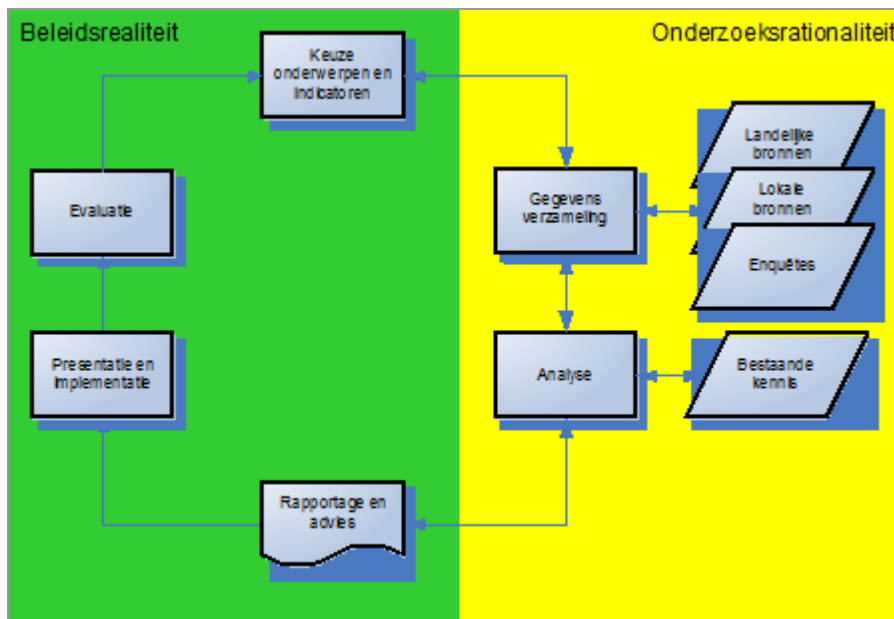 Beleidsrealiteit
Onderzoeksrationaliteit
Keuze
onderwerpen en
indicatoren
Landelijke
bronnen
Evaluatie
Gegevens
verzameling
Lokale
bronnen
Enquêtes
Presentatie en
implementatie
Analyse
Bestaande
kennis
Rapportage en
advies